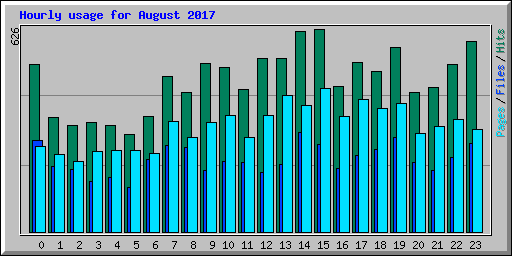 Hourly usage for August 2017
626
Pages / Files / Hits
0 1 2 3 4 5 6 7 8 9 10 11 12 13 14 15 16 17 18 19 20 21 22 23